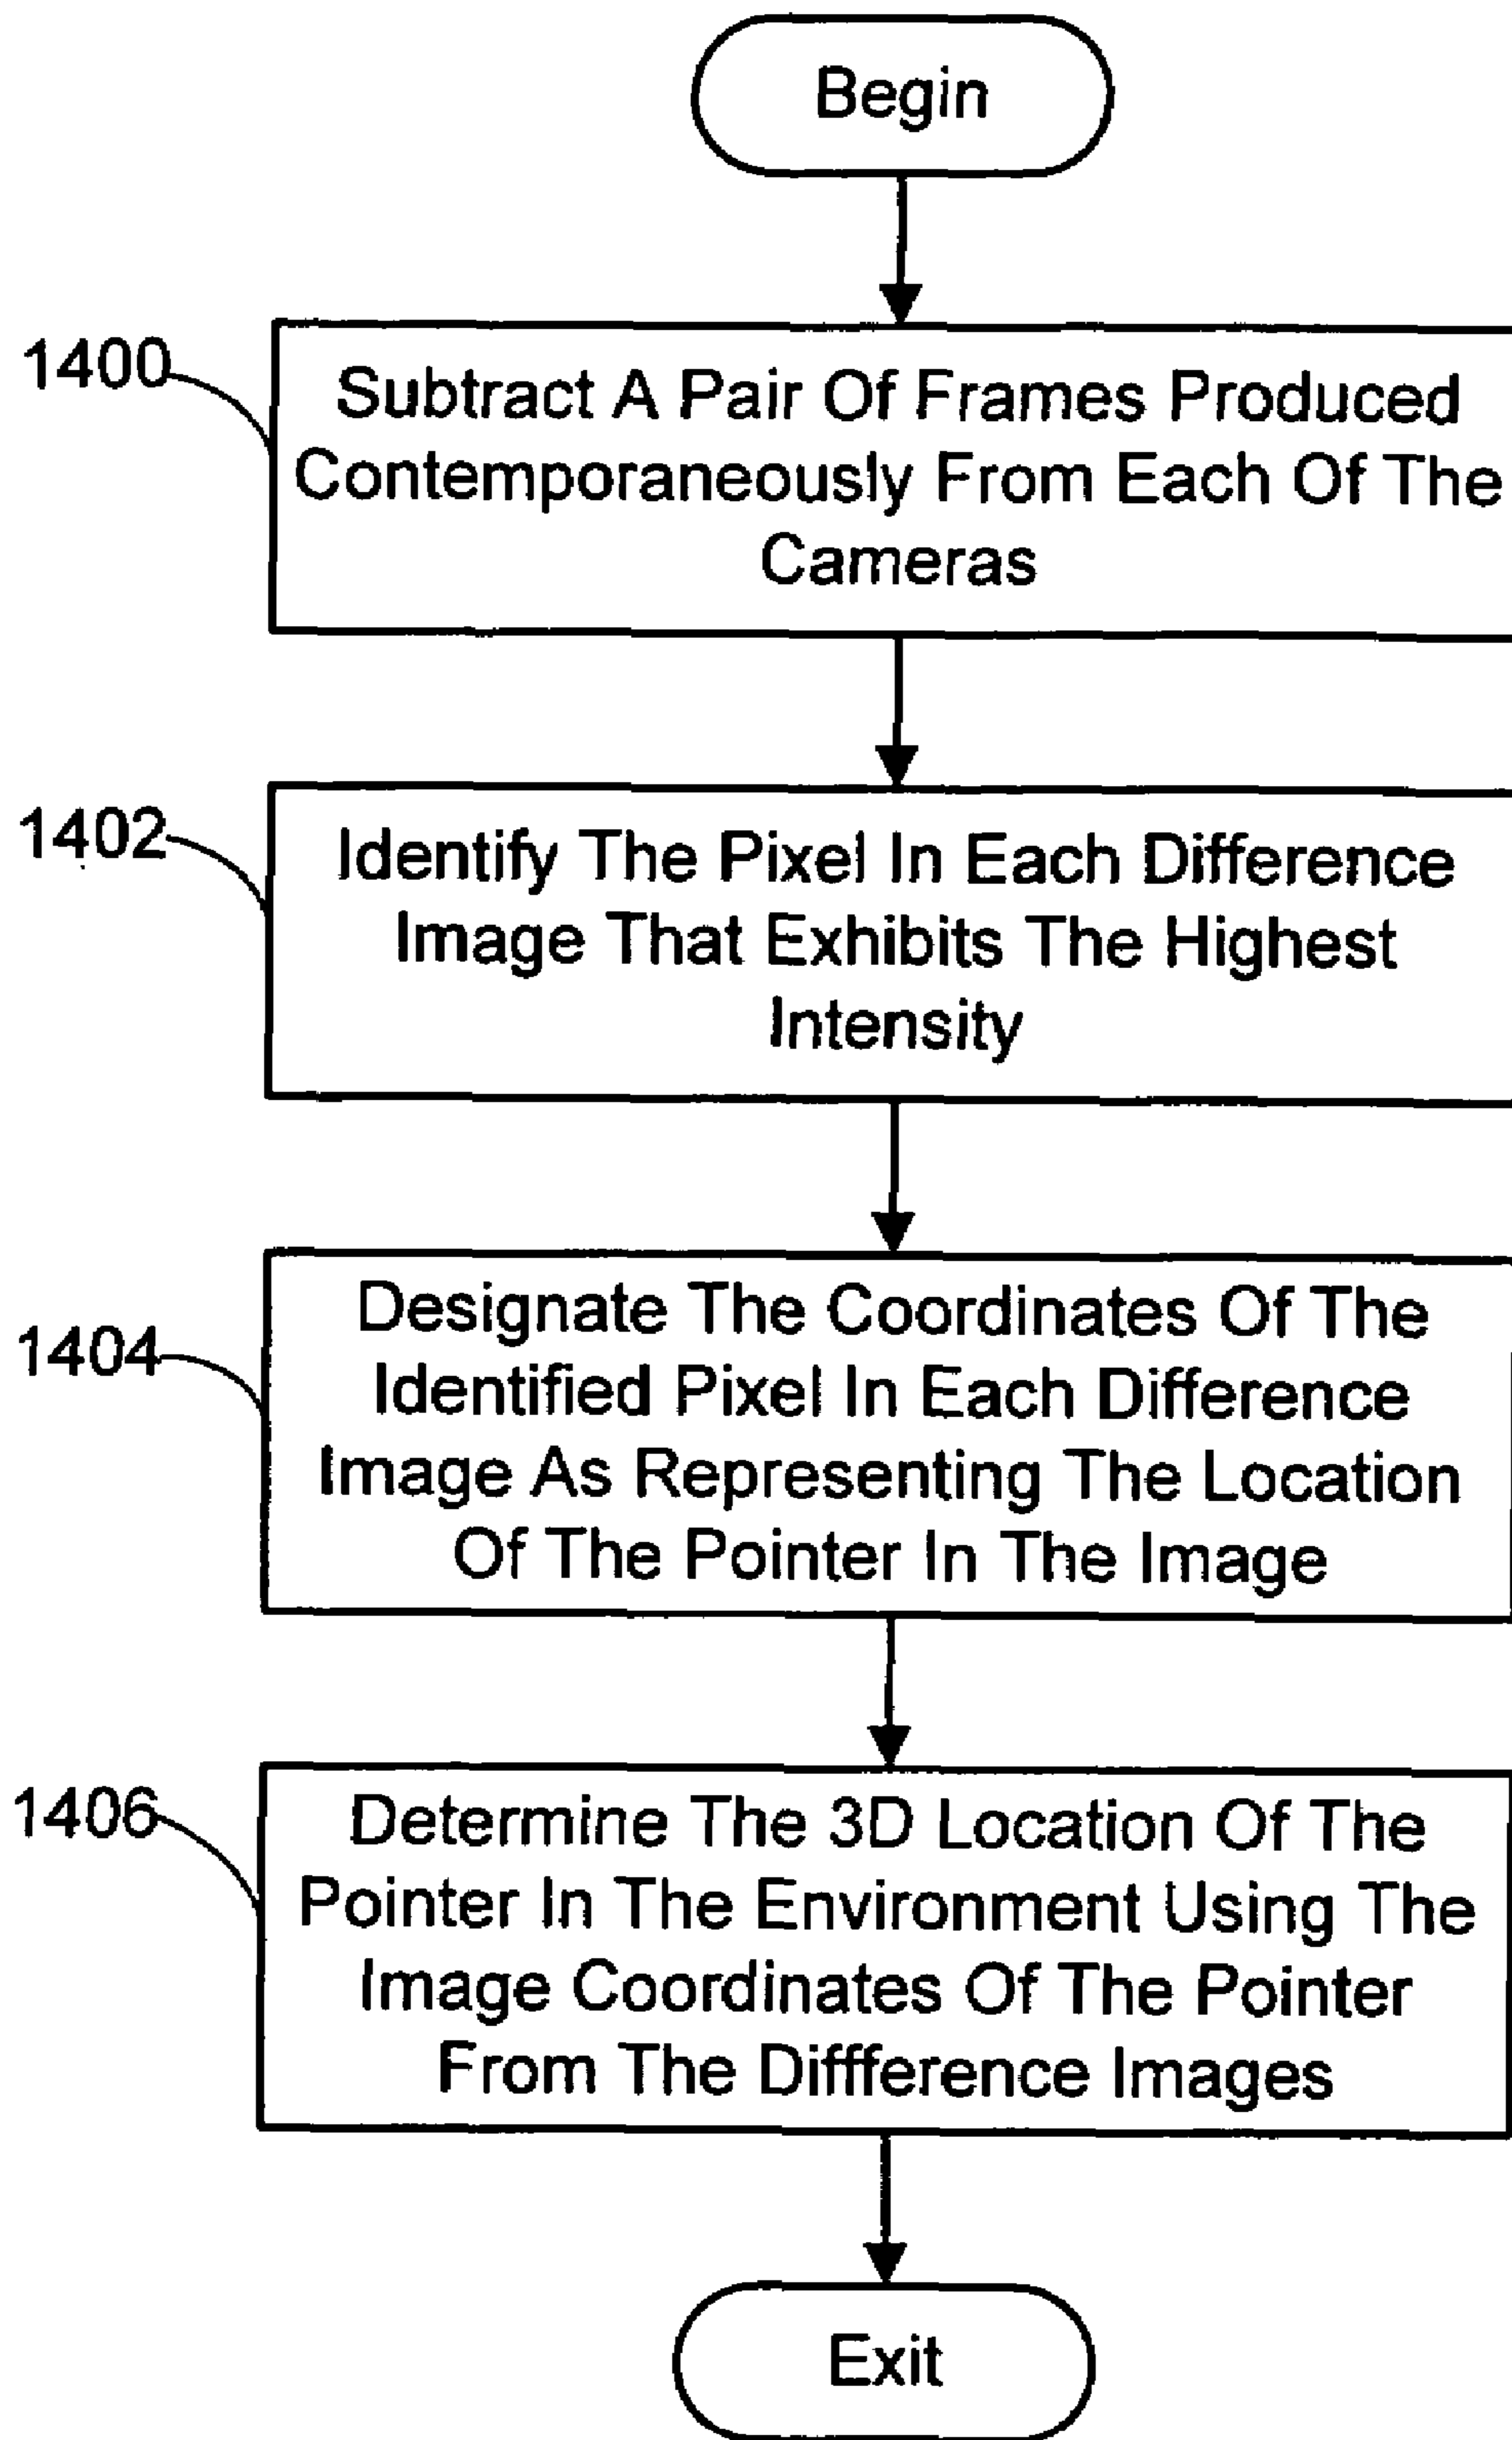 Begin
1400
Subtract A Pair Of Frames Produced
Contemporaneously From Each Of The
Cameras
1402
Identify The Pixel In Each Difference
Image That Exhibits The Highest
Intensity
1404
Designate The Coordinates Of The
Identified Pixel In Each Difference
Image As Representing The Location
Of The Pointer In The Image
1406
Determine The 3D Location Of The
Pointer In The Environment Using The
Image Coordinates Of The Pointer
From The Diffference Images
Exit